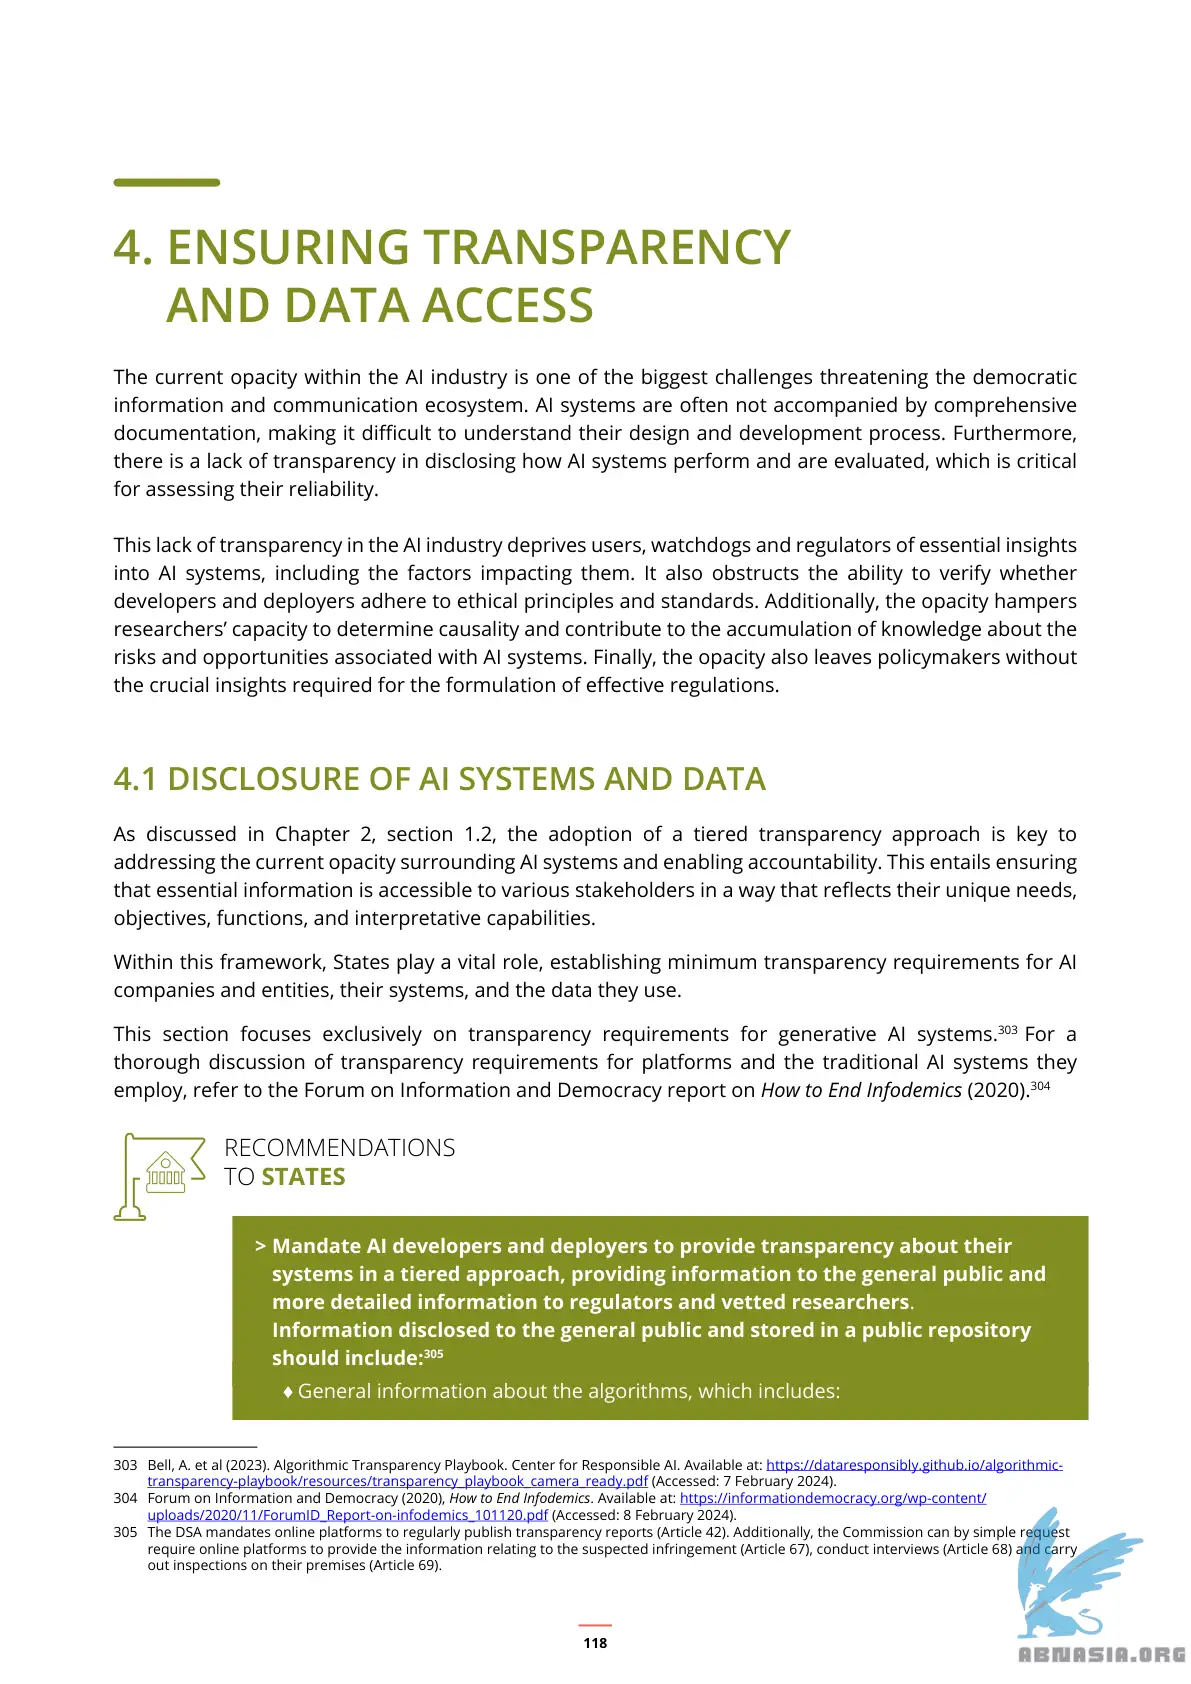 4. ENSURING TRANSPARENCY
AND DATA ACCESS
The current opacity within the AI industry is one of the biggest challenges threatening the democratic
information and communication ecosystem. AI systems are often not accompanied by comprehensive
documentation, making it difficult to understand their design and development process. Furthermore,
there is a lack of transparency in disclosing how AI systems perform and are evaluated, which is critical
for assessing their reliability.
This lack of transparency in the AI industry deprives users, watchdogs and regulators of essential insights
into AI systems, including the factors impacting them. It also obstructs the ability to verify whether
developers and deployers adhere to ethical principles and standards. Additionally, the opacity hampers
researchers’ capacity to determine causality and contribute to the accumulation of knowledge about the
risks and opportunities associated with AI systems. Finally, the opacity also leaves policymakers without
the crucial insights required for the formulation of effective regulations.
4.1 DISCLOSURE OF AI SYSTEMS AND DATA
As discussed in Chapter 2, section 1.2, the adoption of a tiered transparency approach is key to
addressing the current opacity surrounding AI systems and enabling accountability. This entails ensuring
that essential information is accessible to various stakeholders in a way that reflects their unique needs,
objectives, functions, and interpretative capabilities.
Within this framework, States play a vital role, establishing minimum transparency requirements for AI
companies and entities, their systems, and the data they use.
This section focuses exclusively on transparency requirements for generative AI systems.303 For a
thorough discussion of transparency requirements for platforms and the traditional AI systems they
employ, refer to the Forum on Information and Democracy report on How to End Infodemics (2020).304
RECOMMENDATIONS
TO STATES
> Mandate AI developers and deployers to provide transparency about their
systems in a tiered approach, providing information to the general public and
more detailed information to regulators and vetted researchers.
Information disclosed to the general public and stored in a public repository
should include:305
♦ General information about the algorithms, which includes:
303 Bell, A. et al (2023). Algorithmic Transparency Playbook. Center for Responsible AI. Available at: https://dataresponsibly.github.io/algorithmic-
transparency-playbook/resources/transparency_playbook_camera_ready.pdf (Accessed: 7 February 2024).
304 Forum on Information and Democracy (2020), How to End Infodemics. Available at: https://informationdemocracy.org/wp-content/
uploads/2020/11/ForumID_Report-on-infodemics_101120.pdf (Accessed: 8 February 2024).
305 The DSA mandates online platforms to regularly publish transparency reports (Article 42). Additionally, the Commission can by simple request
require online platforms to provide the information relating to the suspected infringement (Article 67), conduct interviews (Article 68) and carry
out inspections on their premises (Article 69).
118
ABNASIA.ORG